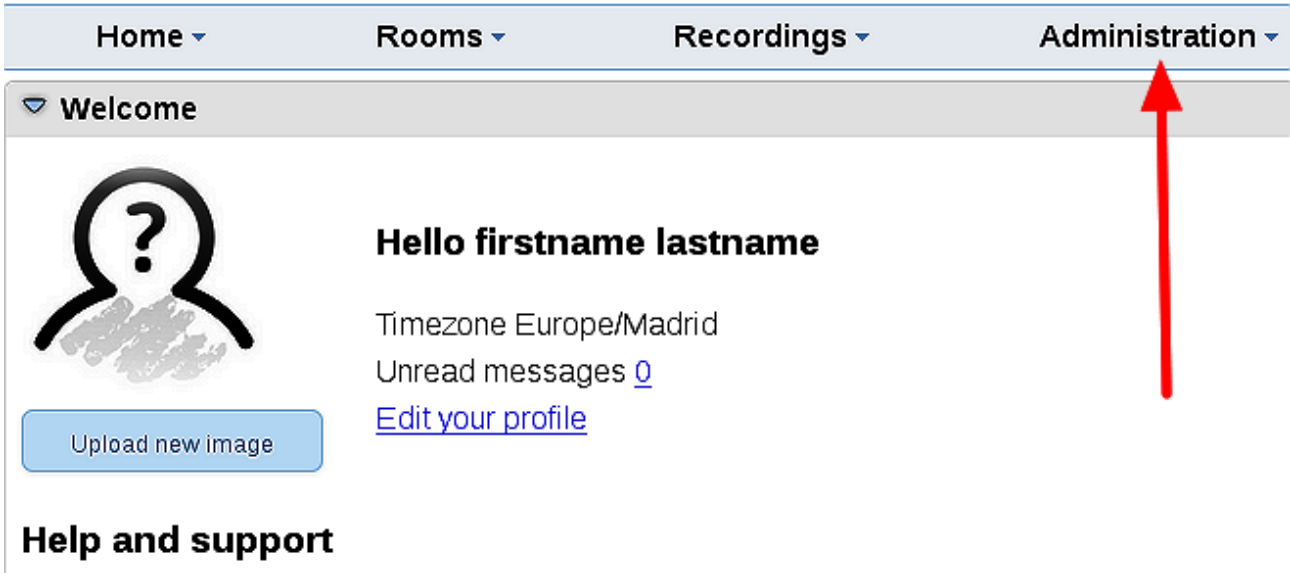 Home Rooms Recordings Administration
Welcome
?
Hello firstname lastname
Timezone Europe/Madrid
Unread messages 0
Edit your profile
Upload new image
Help and support